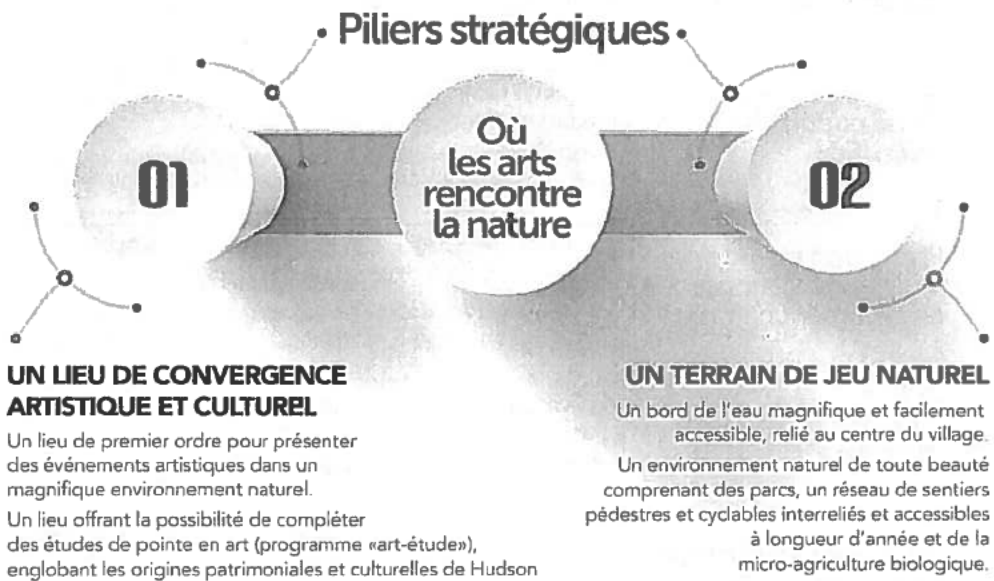 Piliers stratégiques
01
Où
les arts
rencontre
la nature
02
UN LIEU DE CONVERGENCE
ARTISTIQUE ET CULTUREL
Un lieu de premier ordre pour présenter
des événements artistiques dans un
magnifique environnement naturel.
Un lieu offrant la possibilité de compléter
des études de pointe en art (programme «art-étude»),
englobant les origines patrimoniales et culturelles de Hudson
UN TERRAIN DE JEU NATUREL
Un bord de l'eau magnifique et facilement
accessible, relié au centre du village.
Un environnement naturel de toute beauté
comprenant des parcs, un réseau de sentiers
pédestres et cyclables interreliés et accessibles
à longueur d'année et de la
micro-agriculture biologique.